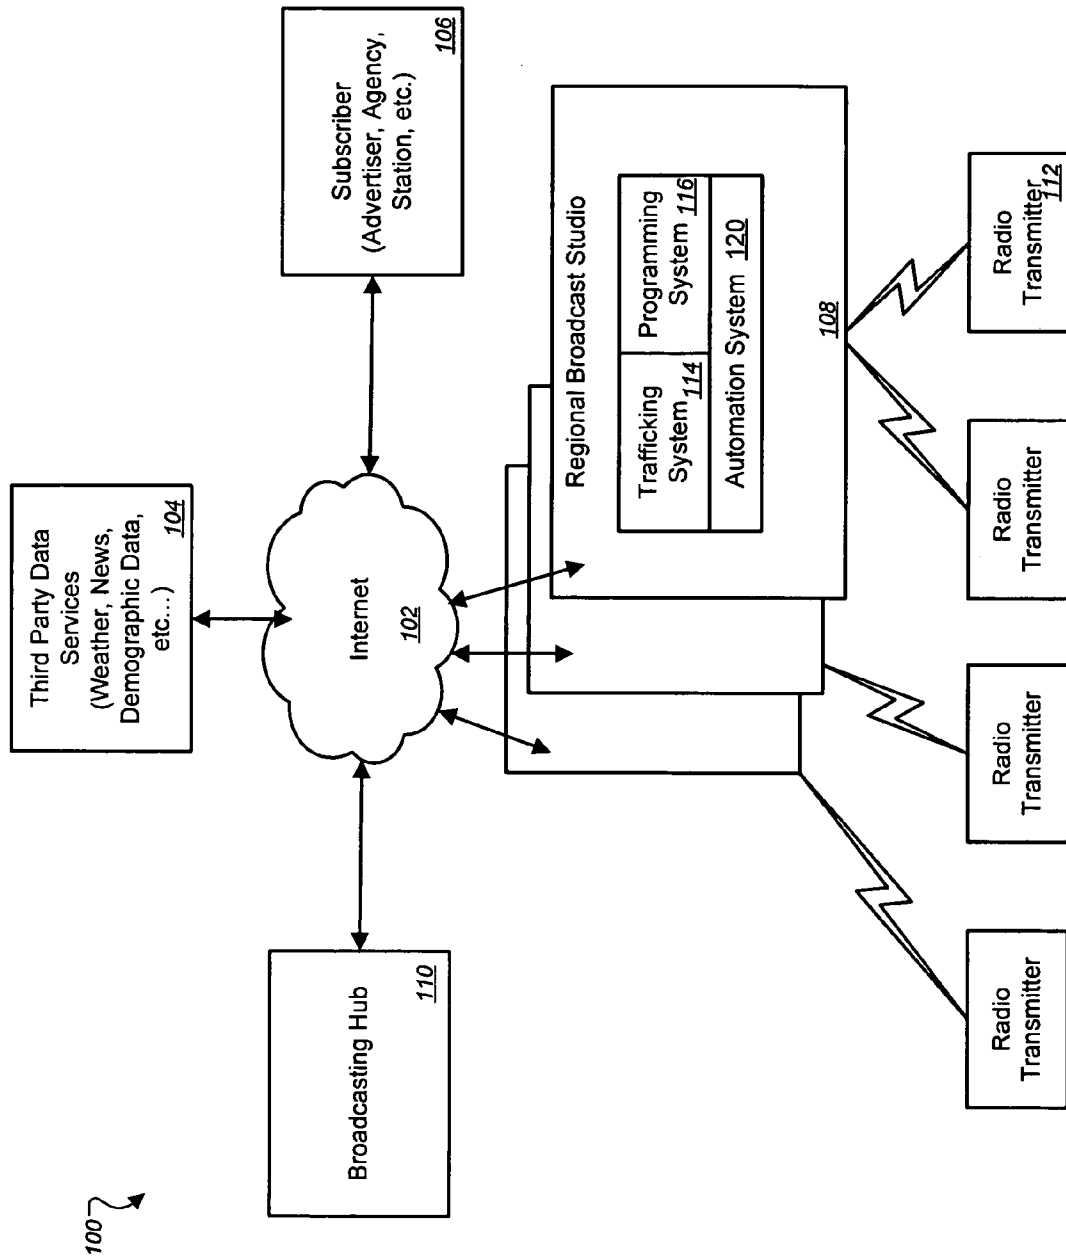 100
Third Party Data
Services
(Weather, News,
Demographic Data,
etc...)
104
Broadcasting Hub
110
Internet
102
Subscriber
(Advertiser, Agency,
Station, etc.)
106
Regional Broadcast Studio
Trafficking
System
114
Programming
System 116
Automation System 120
108
Radio
Transmitter
Radio
Transmitter
Radio
Transmitter
Radio
Transmitter
112